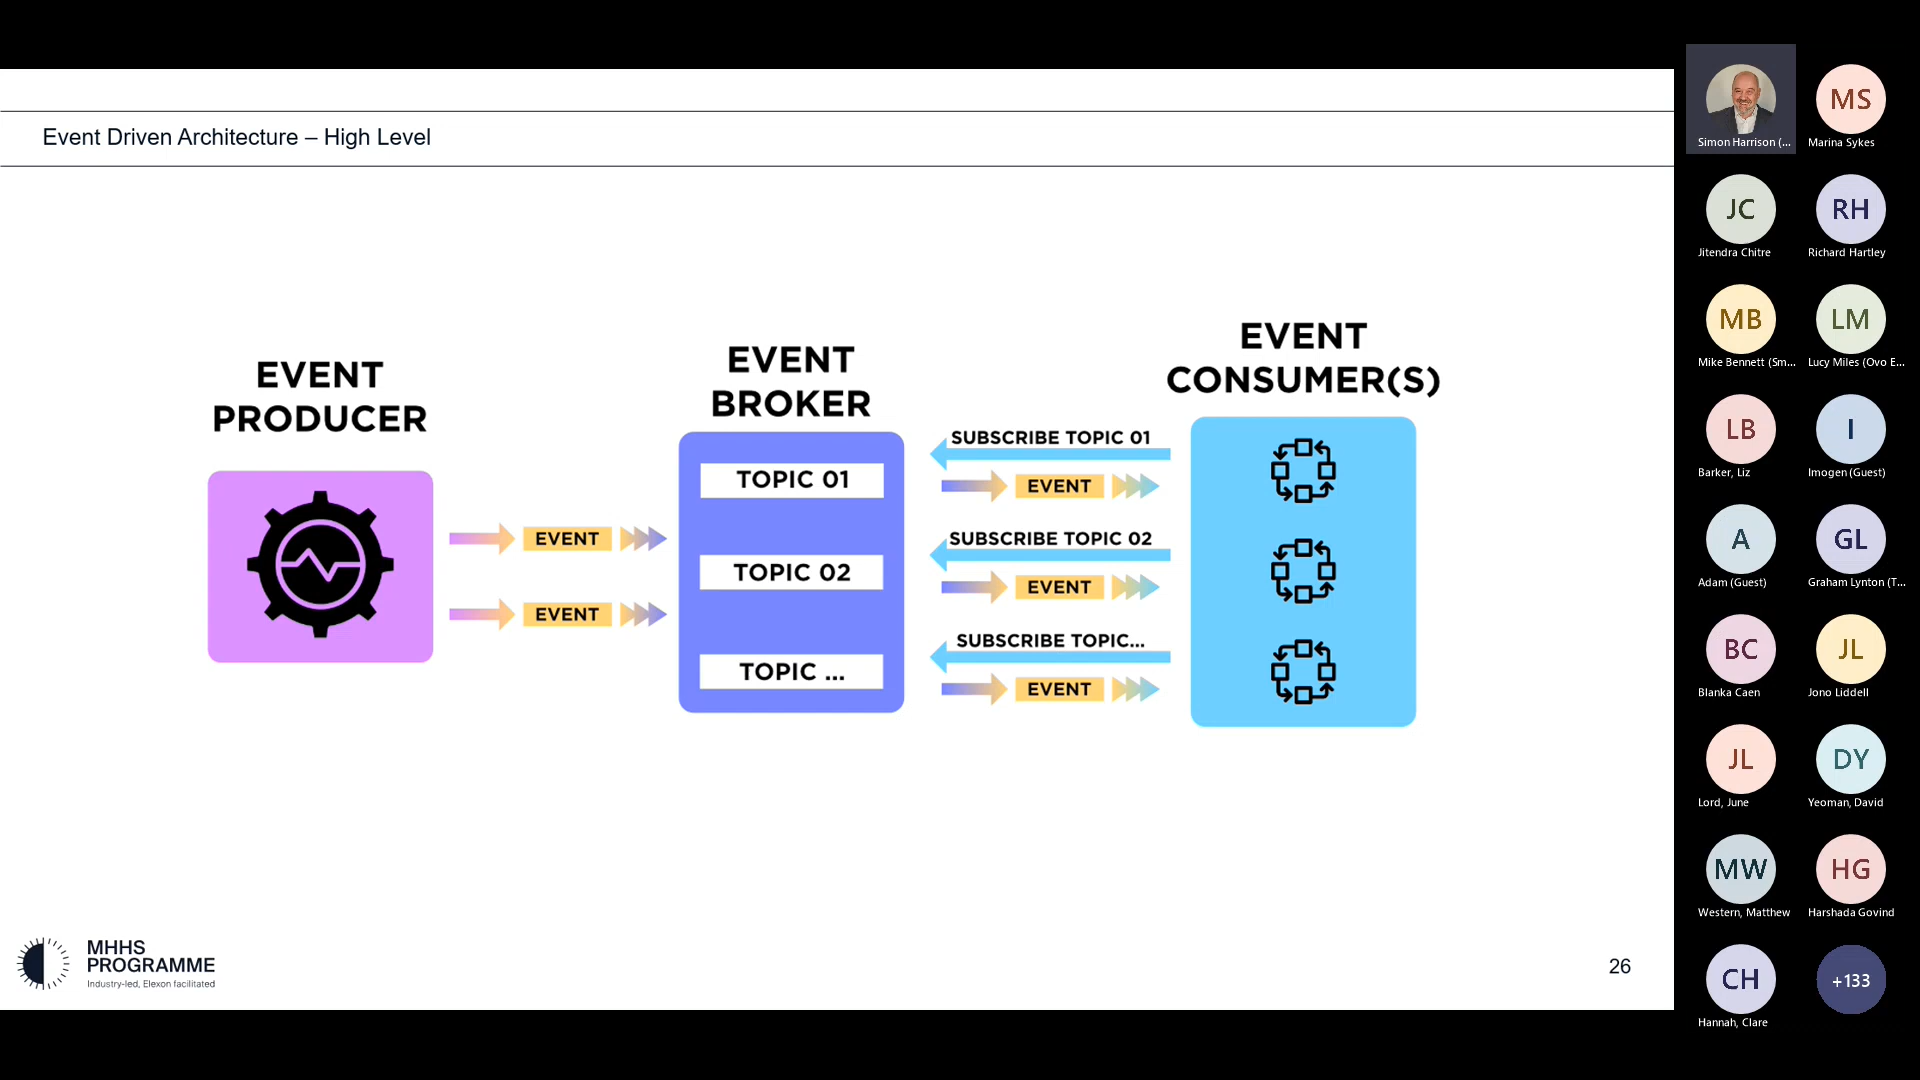 Event Driven Architecture – High Level
EVENT
PRODUCER
EVENT
EVENT
EVENT
BROKER
TOPIC 01
TOPIC 02
TOPIC ...
EVENT
CONSUMER(S)
SUBSCRIBE TOPIC 01
EVENT
SUBSCRIBE TOPIC 02
EVENT
SUBSCRIBE TOPIC...
EVENT
MHHS
PROGRAMME
Industry-led, Elexon facilitated
26
Simon Harrison (...
MS
Marina Sykes
JC
Jitendra Chitre
RH
Richard Hartley
MB
Mike Bennett (Sm...
LM
Lucy Miles (Ovo E...
LB
Barker, Liz
I
Imogen (Guest)
A
Adam (Guest)
GL
Graham Lynton (T...
BC
Blanka Caen
JL
Jono Liddell
JL
Lord, June
DY
Yeoman, David
MW
Western, Matthew
HG
Harshada Govind
CH
Hannah, Clare
+133